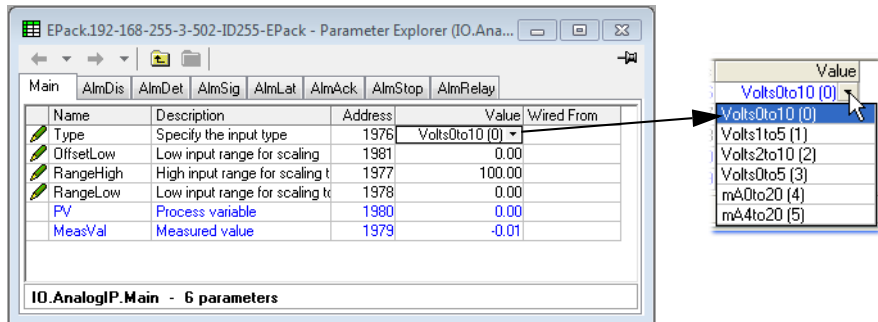 EPack.192-168-255-3-502-ID255-EPack - Parameter Explorer (IO.Ana...
Main AlmDis AlmDet AlmSig AlmLat AlmAck AlmStop AlmRelay
Name Description Address Value Wired From
Type Specify the input type 1976 Volts0to10 (0)
OffsetLow Low input range for scaling 1981 0.00
RangeHigh High input range for scaling t 1977 100.00
RangeLow Low input range for scaling to 1978 0.00
PV Process variable 1980 0.00
MeasVal Measured value 1979 -0.01
IO.AnalogIP.Main - 6 parameters
Value
Volts0to10 (0)
Volts0to10 (0)
Volts1to5 (1)
Volts2to10 (2)
Volts0to5 (3)
mA0to20 (4)
mA4to20 (5)